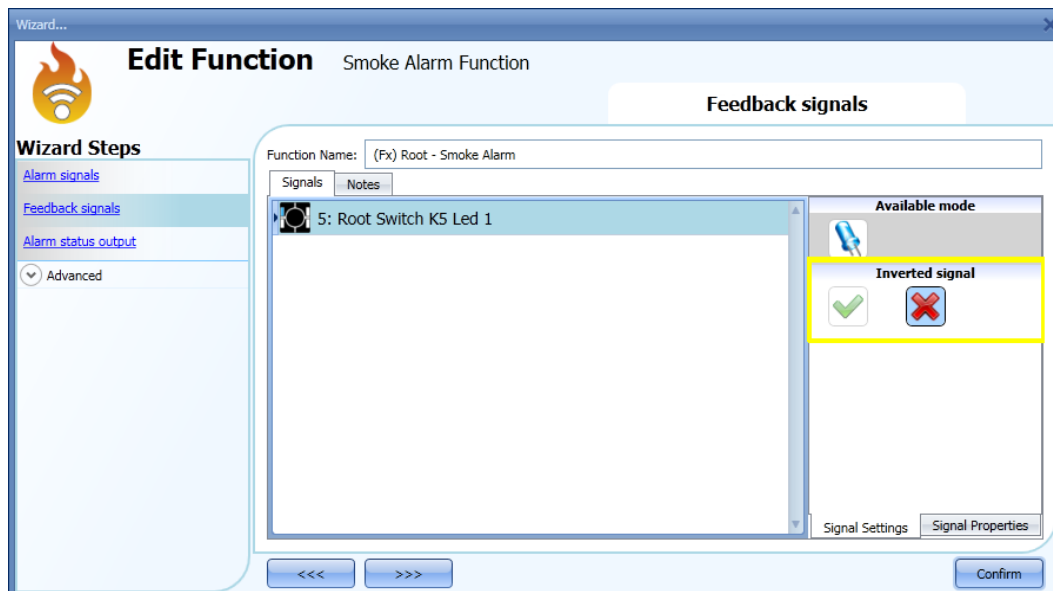 Wizard...
Edit Function Smoke Alarm Function
Feedback signals
Wizard Steps
Alarm signals
Feedback signals
Alarm status output
Advanced
Function Name: (Fx) Root - Smoke Alarm
Signals Notes
5: Root Switch K5 Led 1
Available mode
Inverted signal
Signal Settings Signal Properties
<<< >>> Confirm